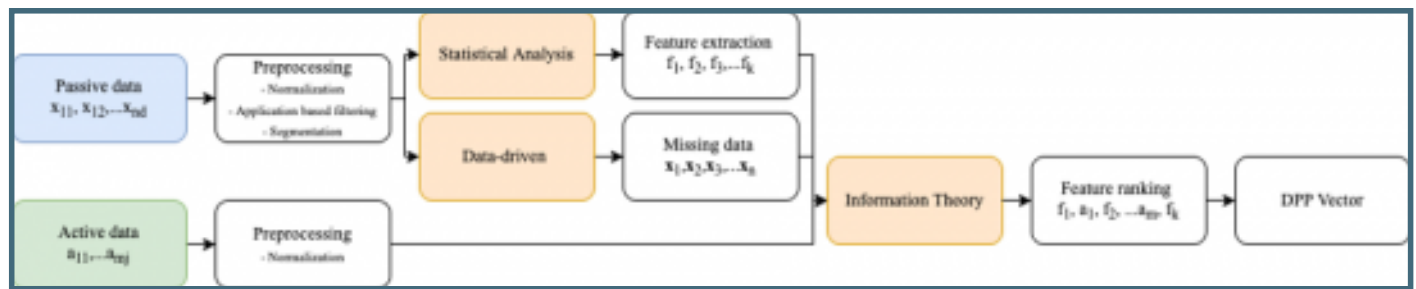 Passive data
x11, x12,...xnd
Preprocessing
- Normalization
- Application based filtering
- Segmentation
Statistical Analysis
Feature extraction
f1, f2, f3,...fk
Data-driven
Missing data
x1,x2,x3,...xn
Active data
a11,...amj
Preprocessing
- Normalization
Information Theory
Feature ranking
f1, a1, f2, ...am, fk
DPP Vector